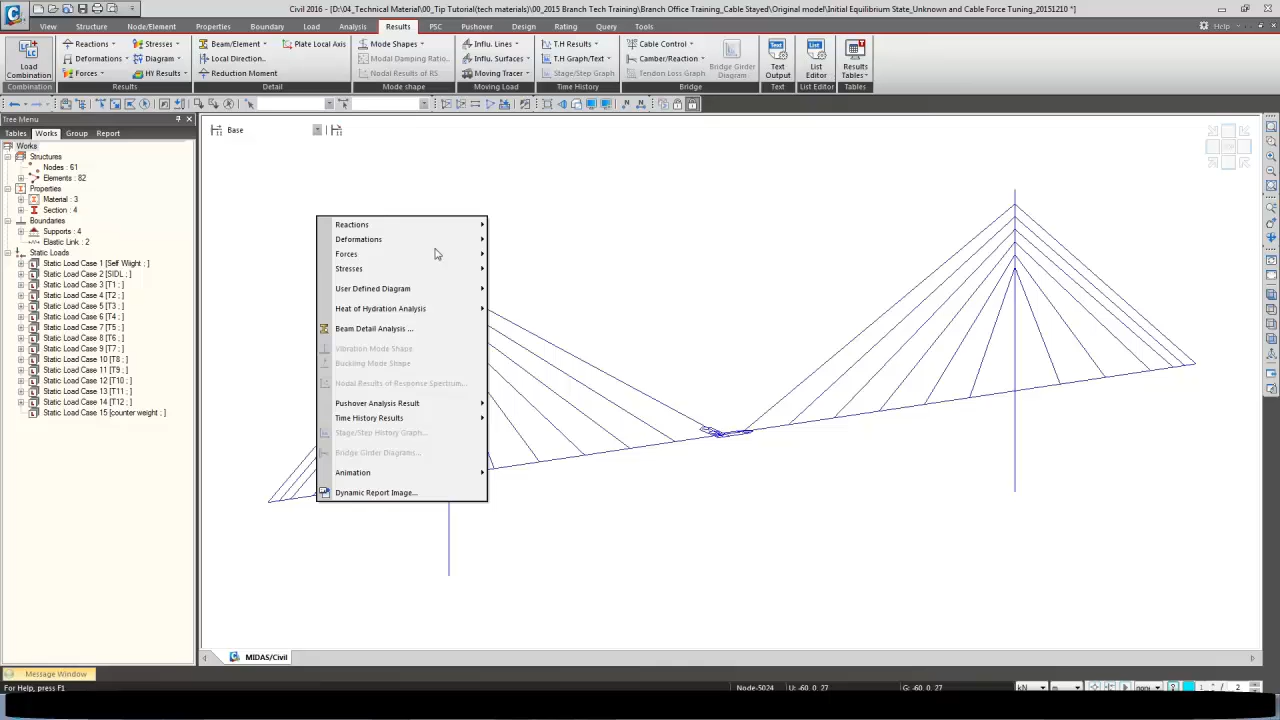 Civil 2016 - [D:\04_Technical Material\00_Tip Tutorial(tech materials)\00_2015 Branch Tech Training\Branch Office Training_Cable Stayed\Original model\Initial Equilibrium State_Unknown and Cable Force Tuning_20151210 *]
View Structure Node/Element Properties Boundary Load Analysis Results PSC Pushover Design Rating Query Tools Help
Load Combination
Reactions
Deformations
Forces
Stresses
Diagram
HY Results
Beam/Element
Local Direction..
Reduction Moment
Plate Local Axis
Mode Shapes
Modal Damping Ratio..
Nodal Results of RS
Influ. Lines
Influ. Surfaces
Moving Tracer
T.H Results
T.H Graph/Text
Stage/Step Graph
Cable Control
Camber/Reaction
Tendon Loss Graph
Bridge Girder Diagram
Text Output
List Editor
Results Tables
Combination Results Detail Mode shape Moving Load Time History Bridge Text List Editor Tables
Tree Menu
Tables Works Group Report
Works
Structures
Nodes : 61
Elements : 82
Properties
Material : 3
Section : 4
Boundaries
Supports : 4
Elastic Link : 2
Static Loads
Static Load Case 1 [Self Wight ; ]
Static Load Case 2 [SIDL ; ]
Static Load Case 3 [T1 ; ]
Static Load Case 4 [T2 ; ]
Static Load Case 5 [T3 ; ]
Static Load Case 6 [T4 ; ]
Static Load Case 7 [T5 ; ]
Static Load Case 8 [T6 ; ]
Static Load Case 9 [T7 ; ]
Static Load Case 10 [T8 ; ]
Static Load Case 11 [T9 ; ]
Static Load Case 12 [T10 ; ]
Static Load Case 13 [T11 ; ]
Static Load Case 14 [T12 ; ]
Static Load Case 15 [counter weight ; ]
Base
Reactions
Deformations
Forces
Stresses
User Defined Diagram
Heat of Hydration Analysis
Beam Detail Analysis ...
Vibration Mode Shape
Buckling Mode Shape
Nodal Results of Response Spectrum...
Pushover Analysis Result
Time History Results
Stage/Step History Graph...
Bridge Girder Diagrams...
Animation
Dynamic Report Image...
MIDAS/Civil
Message Window
For Help, press F1
Node-5024
U: -60, 0, 27
G: -60, 0, 27
kN
m
1 / 2